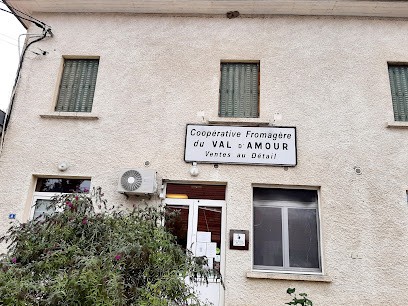 Coopérative Fromagère
du VAL D'AMOUR
Ventes au Détail